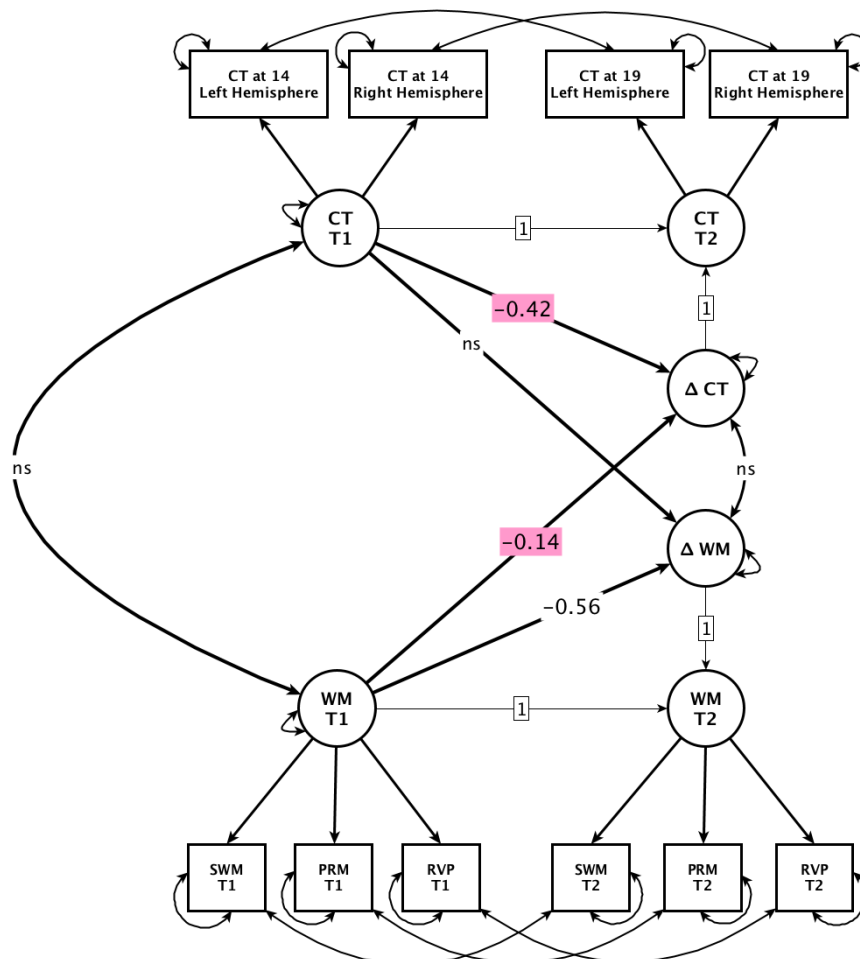 CT at 14
Left Hemisphere
CT at 14
Right Hemisphere
CT at 19
Left Hemisphere
CT at 19
Right Hemisphere
CT
T1
1
CT
T2
-0.42
1
ns
Δ CT
ns
ns
-0.14
Δ WM
-0.56
1
WM
T1
1
WM
T2
SWM
T1
PRM
T1
RVP
T1
SWM
T2
PRM
T2
RVP
T2